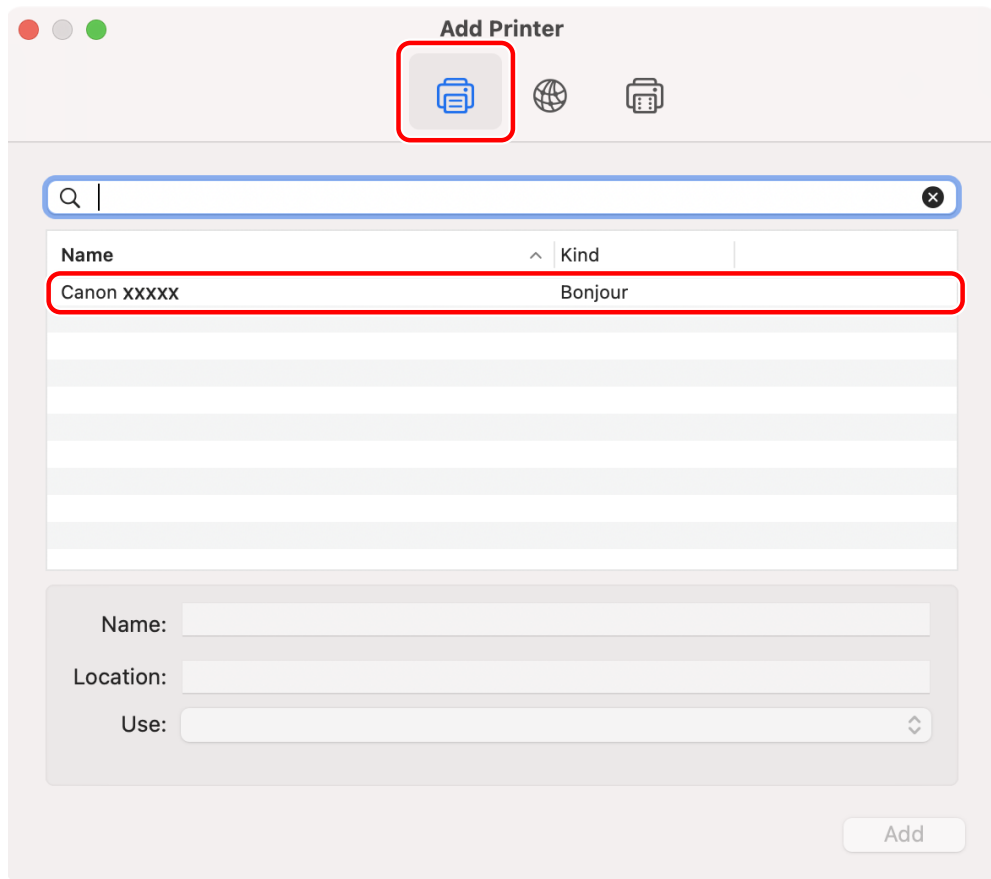 Add Printer
Name Kind
Canon xxxxx Bonjour
Name:
Location:
Use:
Add